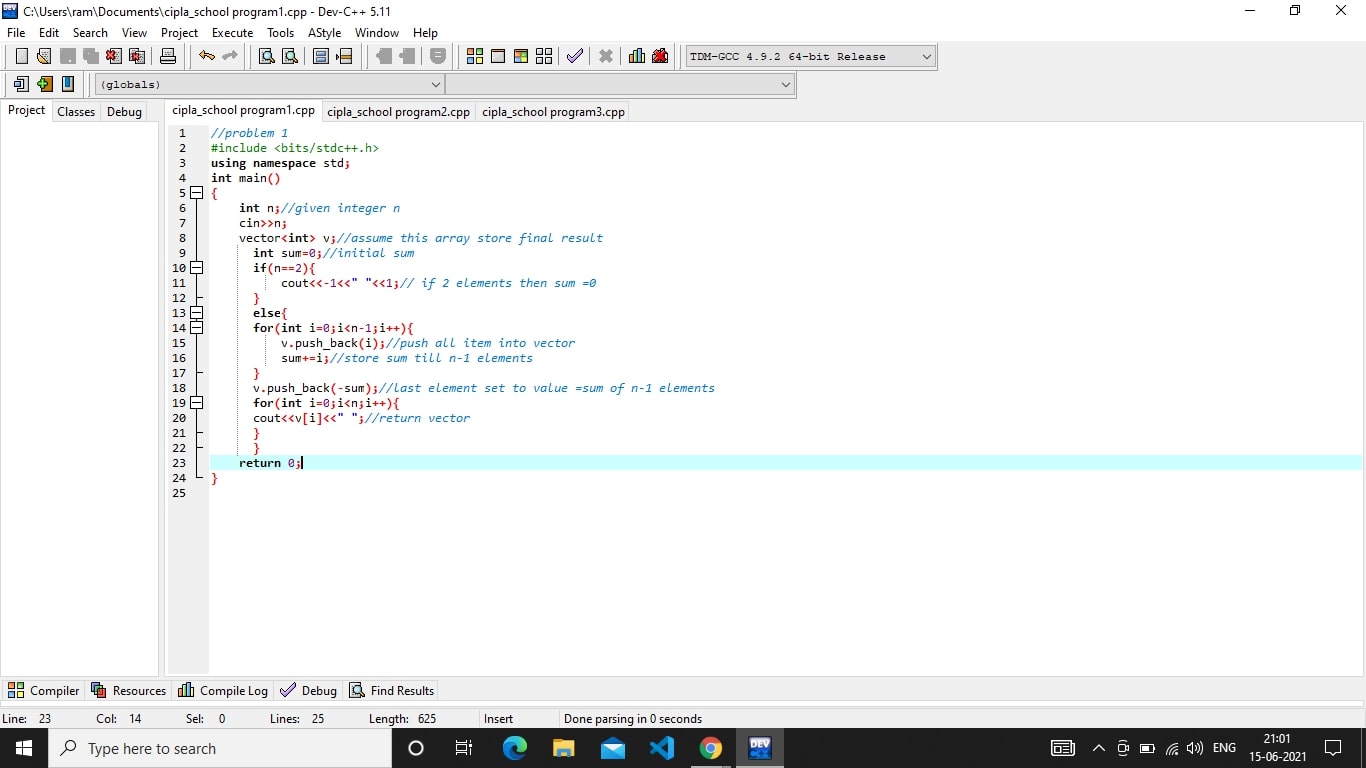 C:\Users\ram\Documents\cipla_school program1.cpp - Dev-C++ 5.11
File Edit Search View Project Execute Tools AStyle Window Help
TDM-GCC 4.9.2 64-bit Release
(globals)
Project Classes Debug
cipla_school program1.cpp cipla_school program2.cpp cipla_school program3.cpp
1 //problem 1
2 #include <bits/stdc++.h>
3 using namespace std;
4 int main()
5 {
6 int n;//given integer n
7 cin>>n;
8 vector<int> v;//assume this array store final result
9 int sum=0;//initial sum
10 if(n==2){
11 cout<<-1<<" "<<1;// if 2 elements then sum =0
12 }
13 else{
14 for(int i=0;i<n-1;i++){
15 v.push_back(i);//push all item into vector
16 sum+=i;//store sum till n-1 elements
17 }
18 v.push_back(-sum);//last element set to value =sum of n-1 elements
19 for(int i=0;i<n;i++){
20 cout<<v[i]<<" ";//return vector
21 }
22 }
23 return 0;
24 }
25
Compiler Resources Compile Log Debug Find Results
Line: 23 Col: 14 Sel: 0 Lines: 25 Length: 625 Insert Done parsing in 0 seconds
Type here to search
DEV
ENG
21:01
15-06-2021